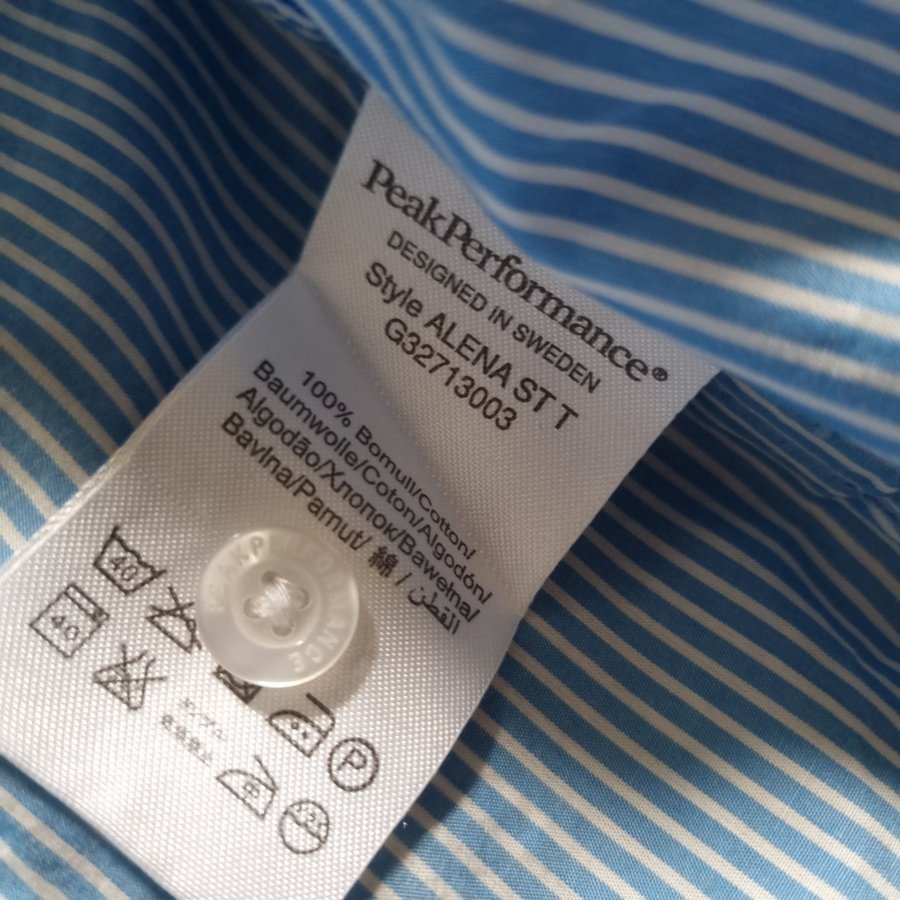 PeakPerformance®
DESIGNED IN SWEDEN
Style ALENA ST T
G32713003
100% Bomull/Cotton/
Baumwolle/Coton/Algodón/
Algodão/Хлопок/Bawełna/
Bavlna/Pamut/ 綿 / القطن
40
40
P